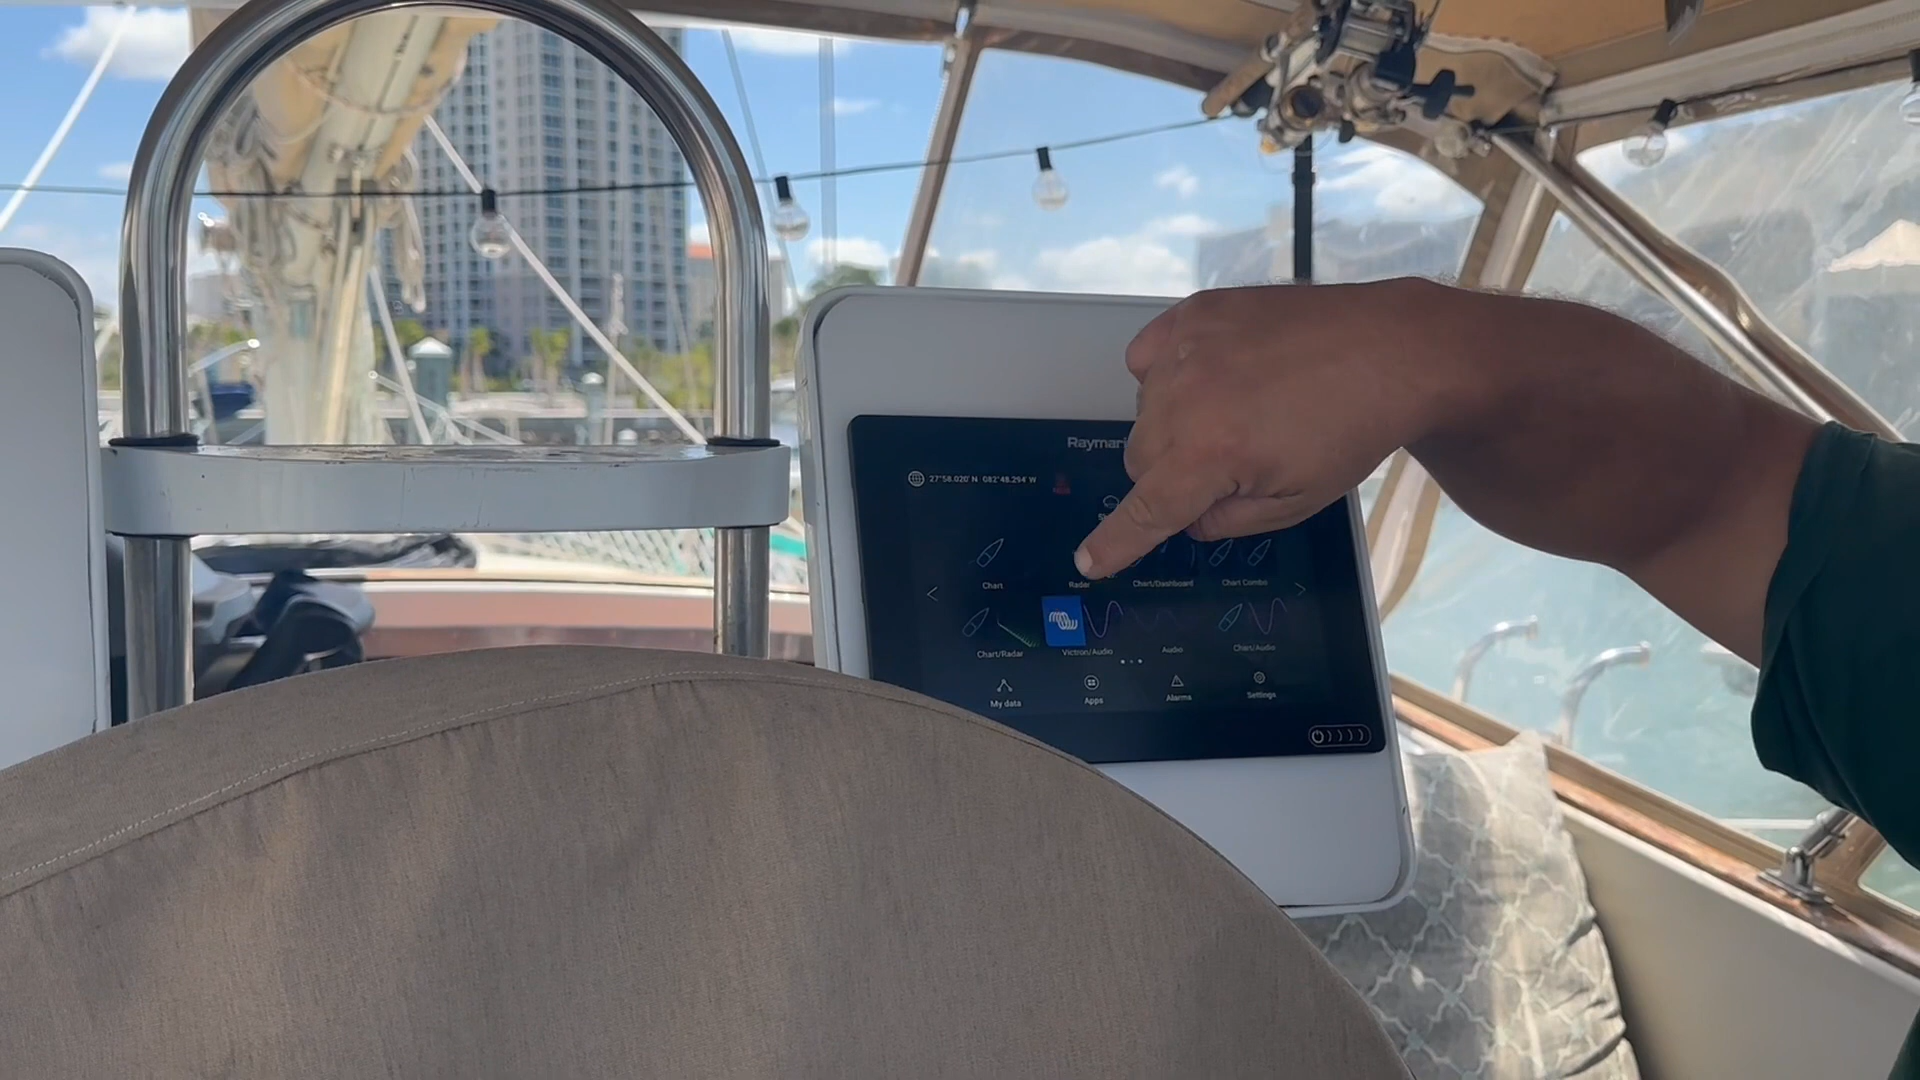 Raymari
27°58.020' N 082°48.294' W
Chart
Radar
Chart/Dashboard
Chart Combo
Chart/Radar
Victron/Audio
Audio
Chart/Audio
My data
Apps
Alarms
Settings